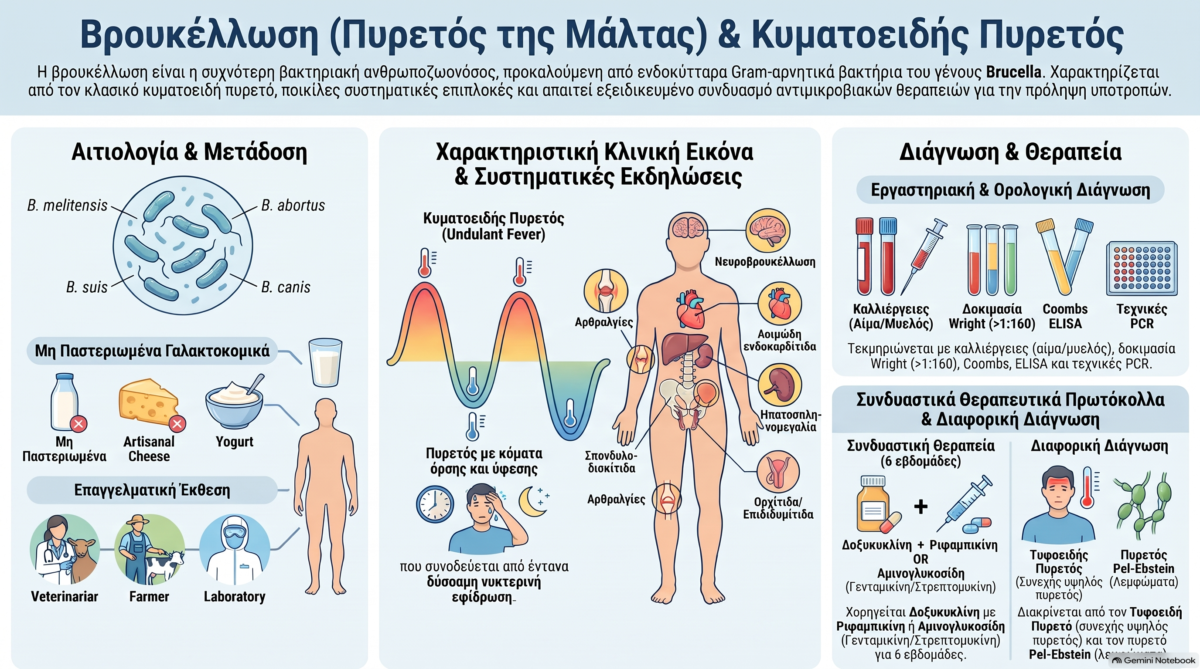 Βρουκέλλωση (Πυρετός της Μάλτας) & Κυματοειδής Πυρετός
Η βρουκέλλωση είναι η συχνότερη βακτηριακή ανθρωποζωονόσος, προκαλούμενη από ενδοκύτταρα Gram-αρνητικά βακτήρια του γένους Brucella. Χαρακτηρίζεται
από τον κλασικό κυματοειδή πυρετό, ποικίλες συστηματικές επιπλοκές και απαιτεί εξειδικευμένο συνδυασμό αντιμικροβιακών θεραπειών για την πρόληψη υποτροπών.
Αιτιολογία & Μετάδοση
B. melitensis
B. abortus
B. suis
B. canis
Μη Παστεριωμένα Γαλακτοκομικά
Μη
Παστεριωμένα
Artisanal
Cheese
Yogurt
Επαγγελματική Έκθεση
Veterinariar
Farmer
Laboratory
Χαρακτηριστική Κλινική Εικόνα
& Συστηματικές Εκδηλώσεις
Κυματοειδής Πυρετός
(Undulant Fever)
Πυρετός με κόματα
όρσης και ύφεσης
που συνοδεύεται από έντανα
δύσοαμη νυκτερινή
εφίδρωση.
Νευροβρουκέλλωση
Αρθραλγίες
Λοιμώδη
ενδοκαρδίτιδα
Ηπατοσπλη-
νομεγαλία
Σπονδυλο-
δισκίτιδα
Αρθραλγίες
Ορχίτιδα/
Επιδιδυμίτιδα
Διάγνωση & Θεραπεία
Εργαστηριακή & Ορολογική Διάγνωση
Καλλιέργειες
(Αίμα/Μυελός)
Δοκιμασία
Wright (>1:160)
Coombs
ELISA
Τεχνικές
PCR
Τεκμηριώνεται με καλλιέργειες (αίμα/μυελός), δοκιμασία
Wright (>1:160), Coombs, ELISA και τεχνικές PCR.
Συνδυαστικά Θεραπευτικά Πρωτόκολλα
& Διαφορική Διάγνωση
Συνδυαστική Θεραπεία
(6 εβδομάδες)
Δοξυκυκλίνη + Ριφαμπικίνη
OR
Αμινογλυκοσίδη
(Γενταμικίνη/Στρεπτομυκίνη)
Χορηγείται Δοξυκυκλίνη με
Ριφαμπικίνη ή Αμινογλυκοσίδη
(Γενταμικίνη/Στρεπτομυκίνη)
για 6 εβδομάδες.
Διαφορική Διάγνωση
Τυφοειδής
Πυρετός
(Συνεχής υψηλός
πυρετός)
Πυρετός
Pel-Ebstein
(Λεμφώματα)
Διακρίνεται από τον Τυφοειδή
Πυρετό (συνεχής υψηλός
πυρετός) και τον πυρετό
Pel-Ebstein
Gemini Notebook